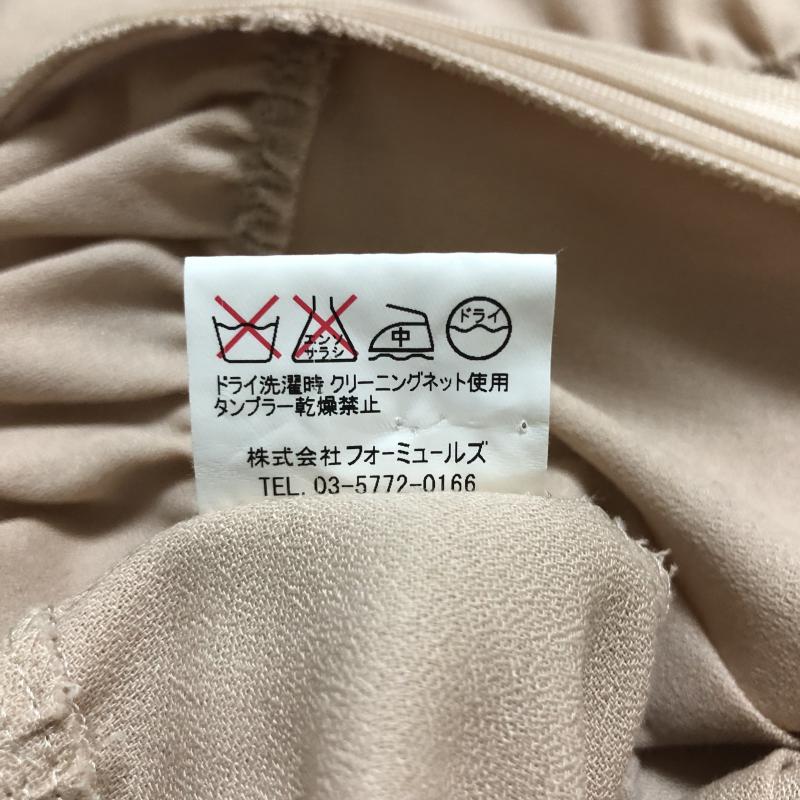 エンソ
サラシ
中
ドライ
ドライ洗濯時 クリーニングネット使用
タンブラー乾燥禁止
株式会社フォーミュールズ
TEL. 03-5772-0166